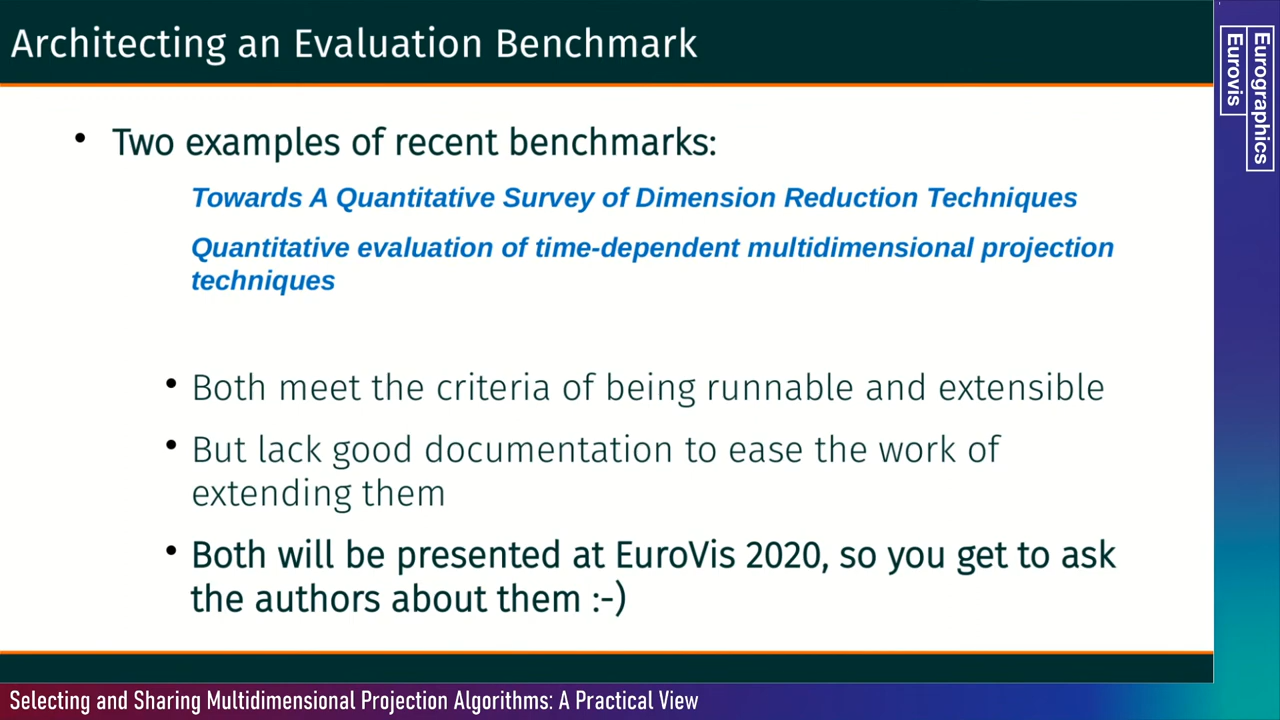 Architecting an Evaluation Benchmark
Eurographics
Eurovis
• Two examples of recent benchmarks:
Towards A Quantitative Survey of Dimension Reduction Techniques
Quantitative evaluation of time-dependent multidimensional projection
techniques
• Both meet the criteria of being runnable and extensible
• But lack good documentation to ease the work of
extending them
• Both will be presented at EuroVis 2020, so you get to ask
the authors about them :-)
Selecting and Sharing Multidimensional Projection Algorithms: A Practical View